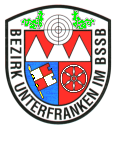 BEZIRK UNTERFRANKEN IM BSSB